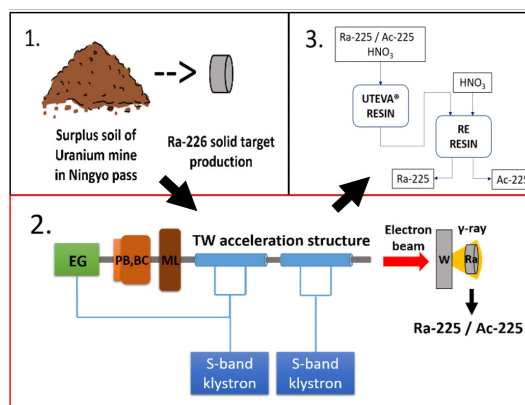 1.
-->
Surplus soil of
Uranium mine
in Ningyo pass
Ra-226 solid target
production
3.
Ra-225 / Ac-225
HNO3
UTEVA®
RESIN
HNO3
RE
RESIN
Ra-225
Ac-225
2.
TW acceleration structure
EG
PB,BC
ML
Electron
beam
γ-ray
W
Ra
Ra-225 / Ac-225
S-band
klystron
S-band
klystron